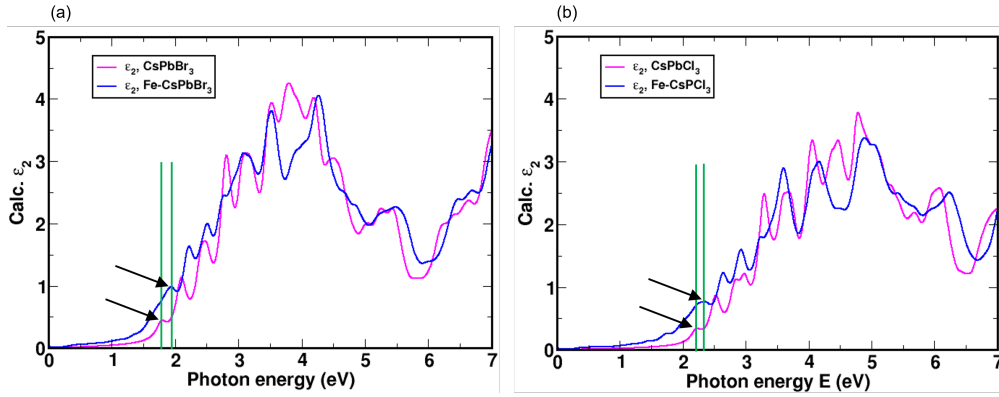 (a)
(b)
5
4
3
2
1
0
Calc. ε2
ε2, CsPbBr3
ε2, Fe-CsPbBr3
0 1 2 3 4 5 6 7
Photon energy (eV)
5
4
3
2
1
0
Calc. ε2
ε2, CsPbCl3
ε2, Fe-CsPCl3
0 1 2 3 4 5 6 7
Photon energy E (eV)